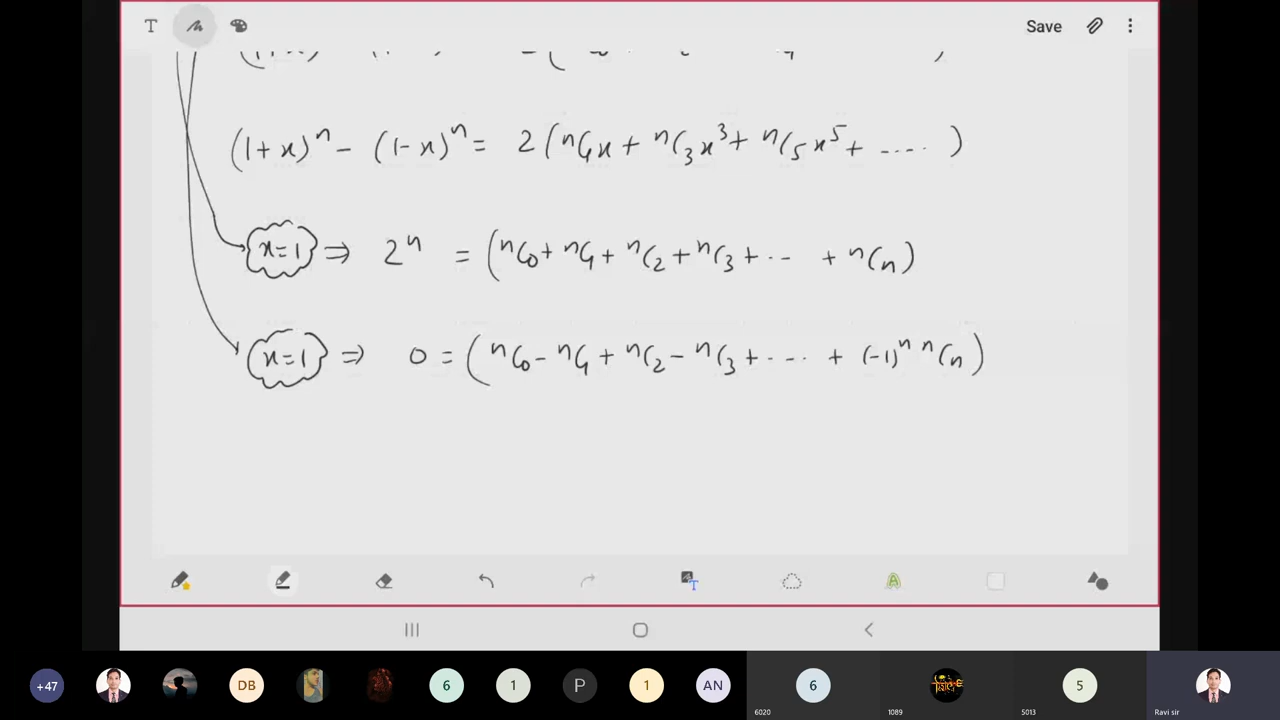 T Save
(1+x)ⁿ - (1-x)ⁿ = 2(ⁿC₁x + ⁿC₃x³ + ⁿC₅x⁵ + ..... )
x=1 ⇒ 2ⁿ = (ⁿC₀ + ⁿC₁ + ⁿC₂ + ⁿC₃ + ... + ⁿCₙ)
x=1 ⇒ 0 = (ⁿC₀ - ⁿC₁ + ⁿC₂ - ⁿC₃ + .... + (-1)ⁿ ⁿCₙ)
T
A
+47 DB 6 1 P 1 AN 6 5
6020 1089 5013 Ravi sir